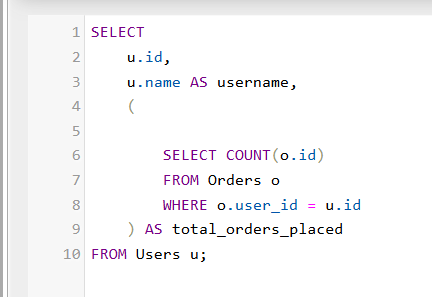 1 SELECT
2     u.id,
3     u.name AS username,
4     (
5
6         SELECT COUNT(o.id)
7         FROM Orders o
8         WHERE o.user_id = u.id
9     ) AS total_orders_placed
10 FROM Users u;